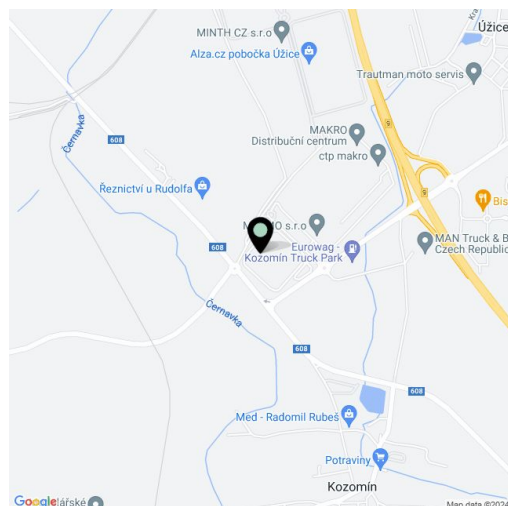 MINTH CZ s.r.o
Úžice
Alza.cz pobočka Úžice
Trautman moto servis
Černavka
608
MAKRO
Distribuční centrum
ctp makro
Řeznictví u Rudolfa
Bis
s.r.o
608
Eurowag -
Kozomín Truck Park
MAN Truck & B
Czech Republic
Černavka
608
608
Med - Radomil Rubeš
Potraviny
Kozomín
Google
lářské
Map data ©2024